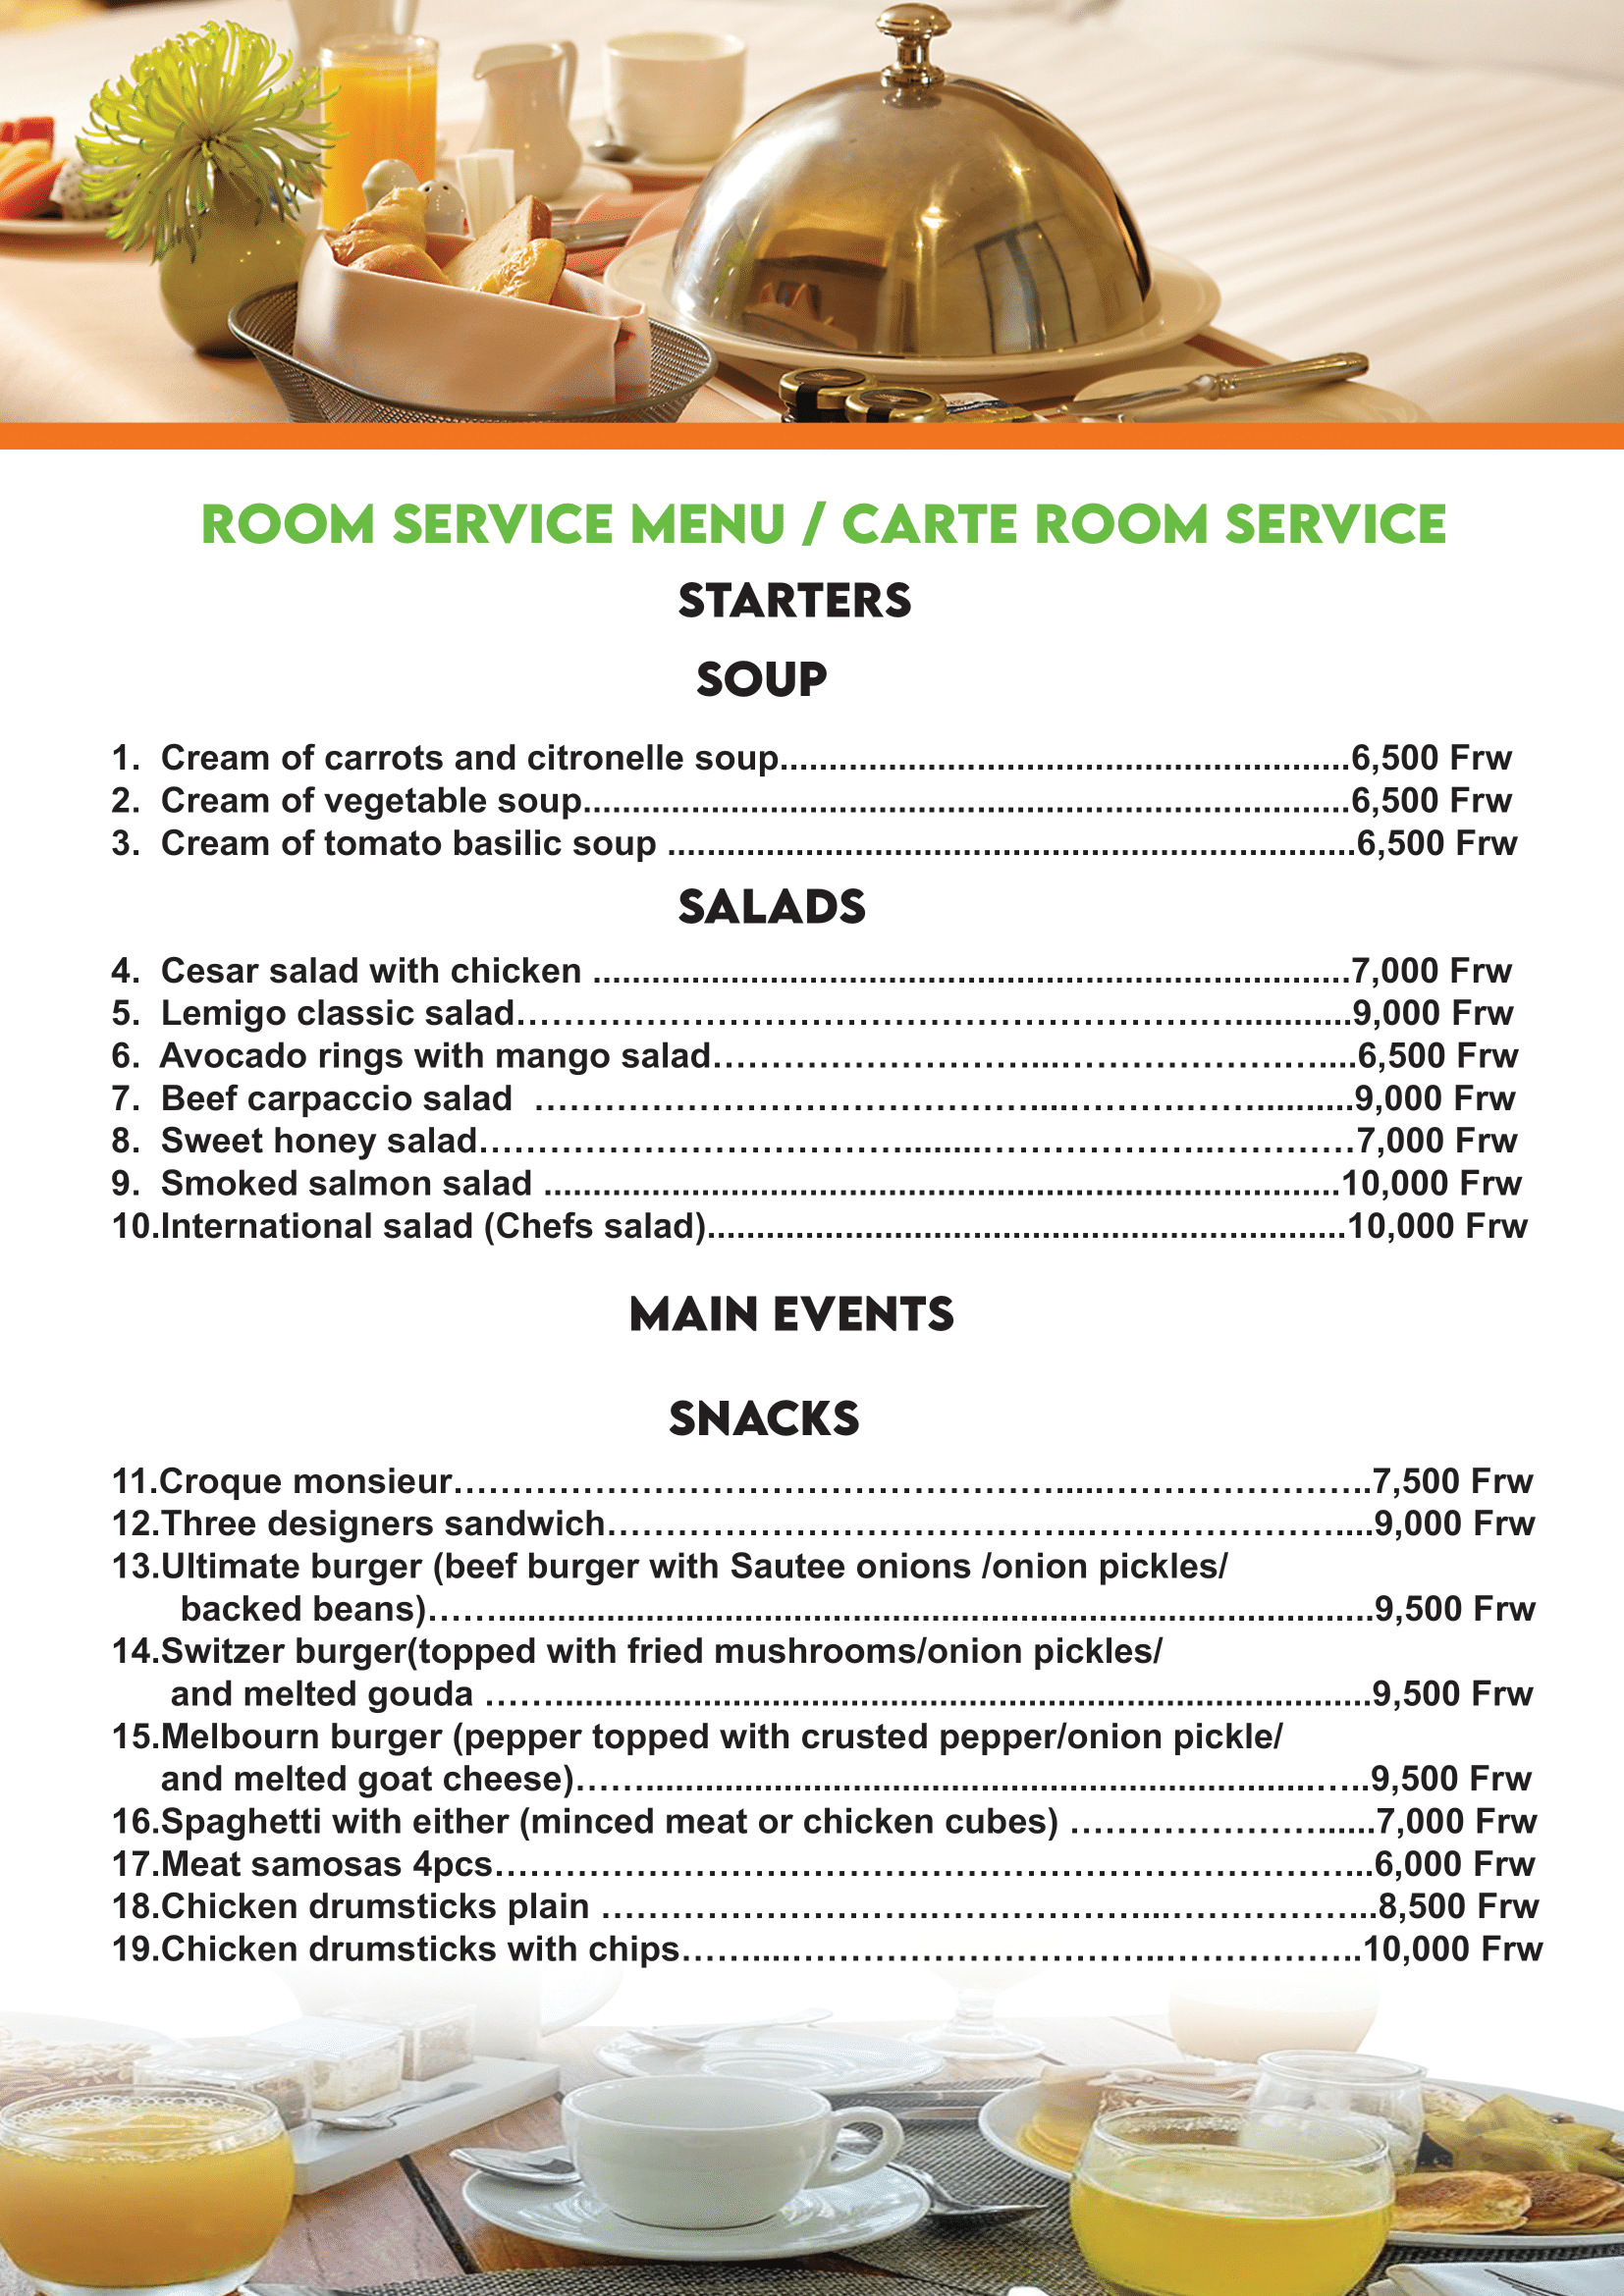 ROOM SERVICE MENU / CARTE ROOM SERVICE
STARTERS
SOUP
1. Cream of carrots and citronelle soup..........................................................6,500 Frw
2. Cream of vegetable soup..............................................................................6,500 Frw
3. Cream of tomato basilic soup ......................................................................6,500 Frw
SALADS
4. Cesar salad with chicken .............................................................................7,000 Frw
5. Lemigo classic salad…………………………………………………….…............9,000 Frw
6. Avocado rings with mango salad………………………...………………….…....6,500 Frw
7. Beef carpaccio salad ……………………………………....…………….............9,000 Frw
8. Sweet honey salad………………………………........………………..…………7,000 Frw
9. Smoked salmon salad .................................................................................10,000 Frw
10.International salad (Chefs salad).................................................................10,000 Frw
MAIN EVENTS
SNACKS
11.Croque monsieur……………………………………………....…………………..7,500 Frw
12.Three designers sandwich…………………………………...…………………....9,000 Frw
13.Ultimate burger (beef burger with Sautee onions /onion pickles/
backed beans)……..........................................................................................9,500 Frw
14.Switzer burger(topped with fried mushrooms/onion pickles/
and melted gouda ……...................................................................................9,500 Frw
15.Melbourn burger (pepper topped with crusted pepper/onion pickle/
and melted goat cheese)……....................................................................…..9,500 Frw
16.Spaghetti with either (minced meat or chicken cubes) …………………......7,000 Frw
17.Meat samosas 4pcs………………………………………………………………...6,000 Frw
18.Chicken drumsticks plain ……………………….………………...……………...8,500 Frw
19.Chicken drumsticks with chips……....…………………………..……………..10,000 Frw